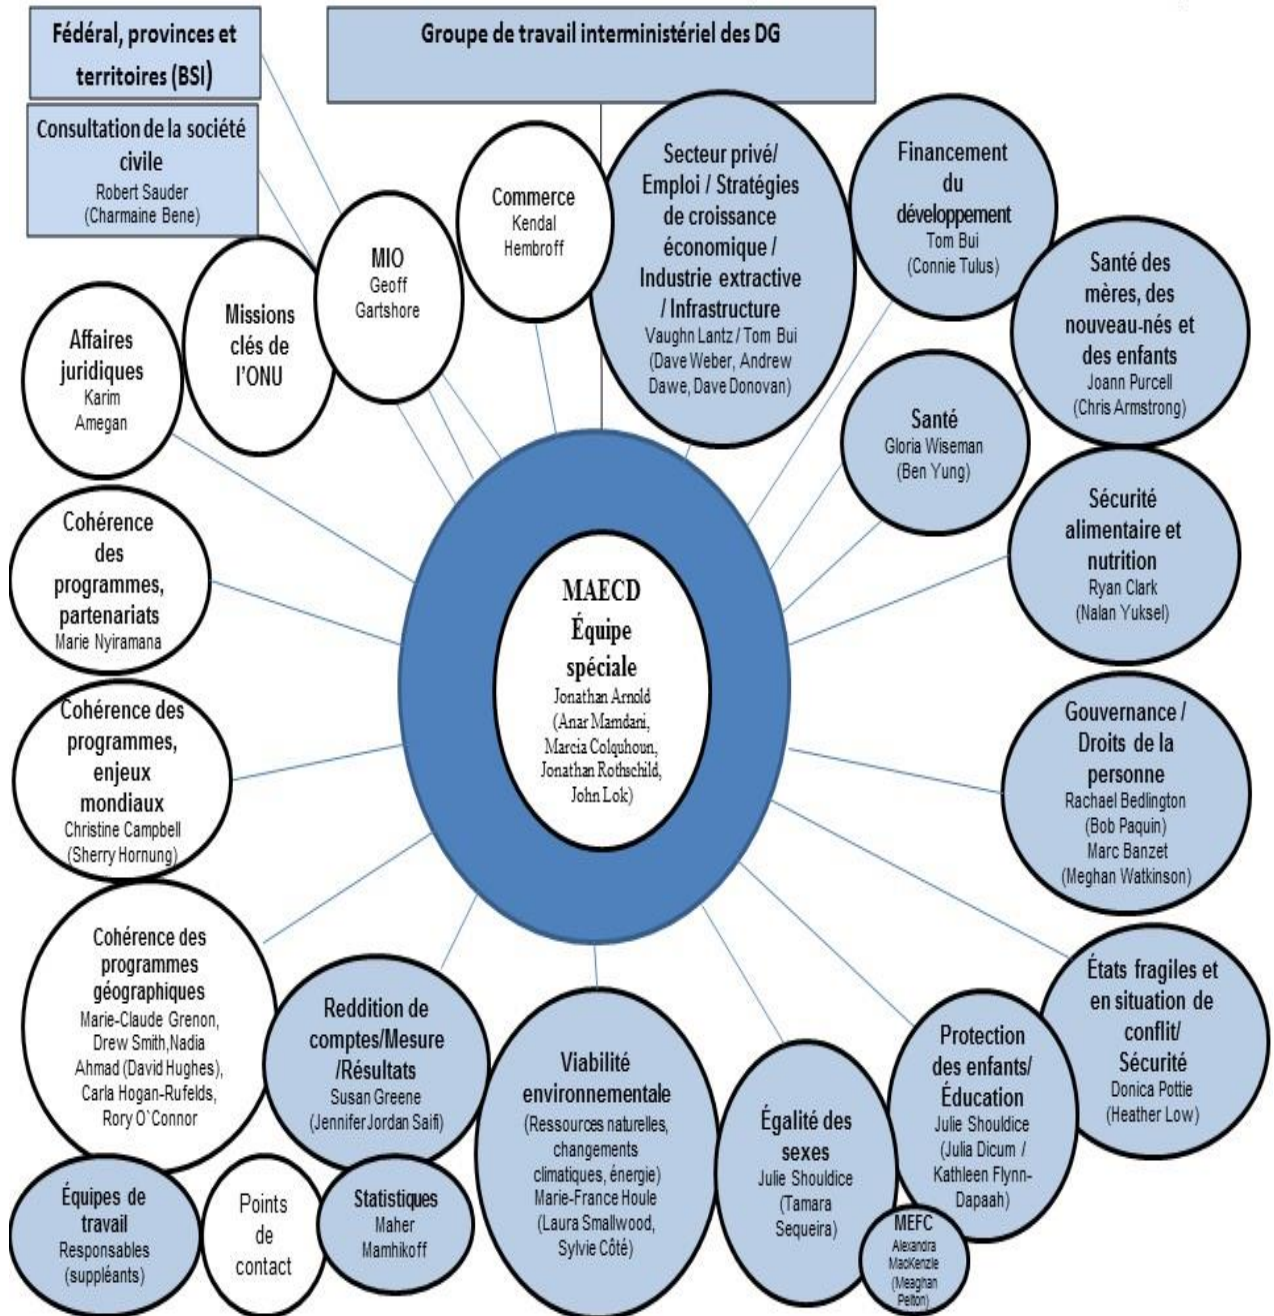 Fédéral, provinces et
territoires (BSI)
Groupe de travail interministériel des DG
Consultation de la société
civile
Robert Sauder
(Charmaine Bene)
Affaires
juridiques
Karim
Amegan
Missions
clés de
l'ONU
MIO
Geoff
Gartshore
Commerce
Kendal
Hembroff
Secteur privé/
Emploi / Stratégies
de croissance
économique /
Industrie extractive
/ Infrastructure
Vaughn Lantz / Tom Bui
(Dave Weber, Andrew
Dawe, Dave Donovan)
Financement
du
développement
Tom Bui
(Connie Tulus)
Santé des
mères, des
nouveau-nés et
des enfants
Joann Purcell
(Chris Armstrong)
Santé
Gloria Wiseman
(Ben Yung)
Sécurité
alimentaire et
nutrition
Ryan Clark
(Nalan Yuksel)
Cohérence
des
programmes,
partenariats
Marie Nyiramana
MAECD
Équipe
spéciale
Jonathan Arnold
(Anar Mamdani,
Marcia Colquhoun,
Jonathan Rothschild,
John Lok)
Gouvernance /
Droits de la
personne
Rachael Bedlington
(Bob Paquin)
Marc Banzet
(Meghan Watkinson)
Cohérence des
programmes,
enjeux
mondiaux
Christine Campbell
(Sherry Hornung)
Cohérence des
programmes
géographiques
Marie-Claude Grenon,
Drew Smith,Nadia
Ahmad (David Hughes),
Carla Hogan-Rufelds,
Rory O`Connor
Reddition de
comptes/Mesure
/Résultats
Susan Greene
(Jennifer Jordan Saifi)
Viabilité
environnementale
(Ressources naturelles,
changements
climatiques, énergie)
Marie-France Houle
(Laura Smallwood,
Sylvie Côté)
Égalité des
sexes
Julie Shouldice
(Tamara
Sequeira)
Protection
des enfants/
Éducation
Julie Shouldice
(Julia Dicum /
Kathleen Flynn-
Dapaah)
États fragiles et
en situation de
conflit/
Sécurité
Donica Pottie
(Heather Low)
Équipes de
travail
Responsables
(suppléants)
Points
de
contact
Statistiques
Maher
Mamhikoff
MEFC
Alexandra
MacKenzie
(Meaghan
Pelton)